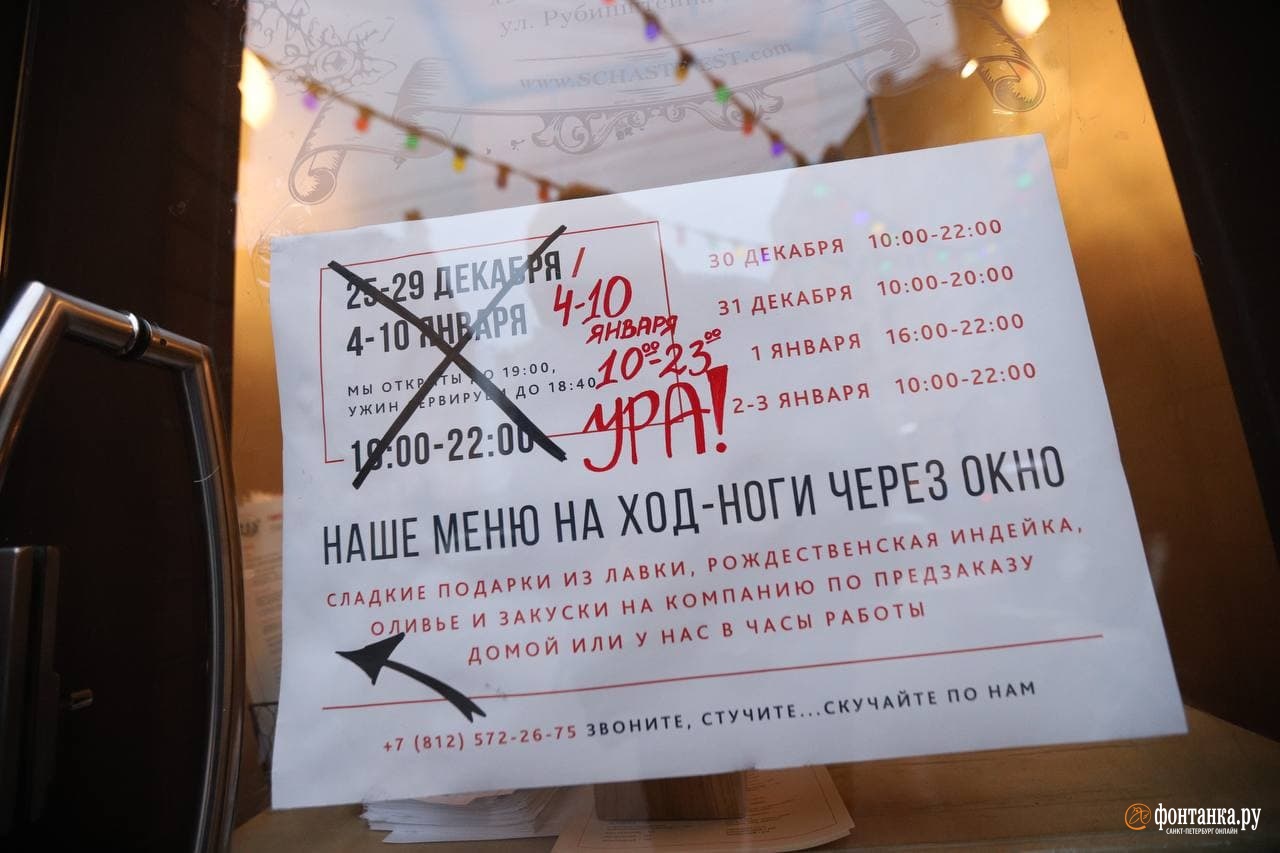 ул. Рубинштейна
www.SCHASTREST.com
25-29 ДЕКАБРЯ /
4-10 ЯНВАРЯ
МЫ ОТКРЫТЫ ДО 19:00,
УЖИН СЕРВИРУЕМ ДО 18:40
10:00-22:00
4-10
ЯНВАРЯ
10⁰⁰-23⁰⁰
УРА!
30 ДЕКАБРЯ 10:00-22:00
31 ДЕКАБРЯ 10:00-20:00
1 ЯНВАРЯ 16:00-22:00
2-3 ЯНВАРЯ 10:00-22:00
НАШЕ МЕНЮ НА ХОД-НОГИ ЧЕРЕЗ ОКНО
СЛАДКИЕ ПОДАРКИ ИЗ ЛАВКИ, РОЖДЕСТВЕНСКАЯ ИНДЕЙКА,
ОЛИВЬЕ И ЗАКУСКИ НА КОМПАНИЮ ПО ПРЕДЗАКАЗУ
ДОМОЙ ИЛИ У НАС В ЧАСЫ РАБОТЫ
+7 (812) 572-26-75 ЗВОНИТЕ, СТУЧИТЕ...СКУЧАЙТЕ ПО НАМ
фонтанка.ру
САНКТ-ПЕТЕРБУРГ ОНЛАЙН